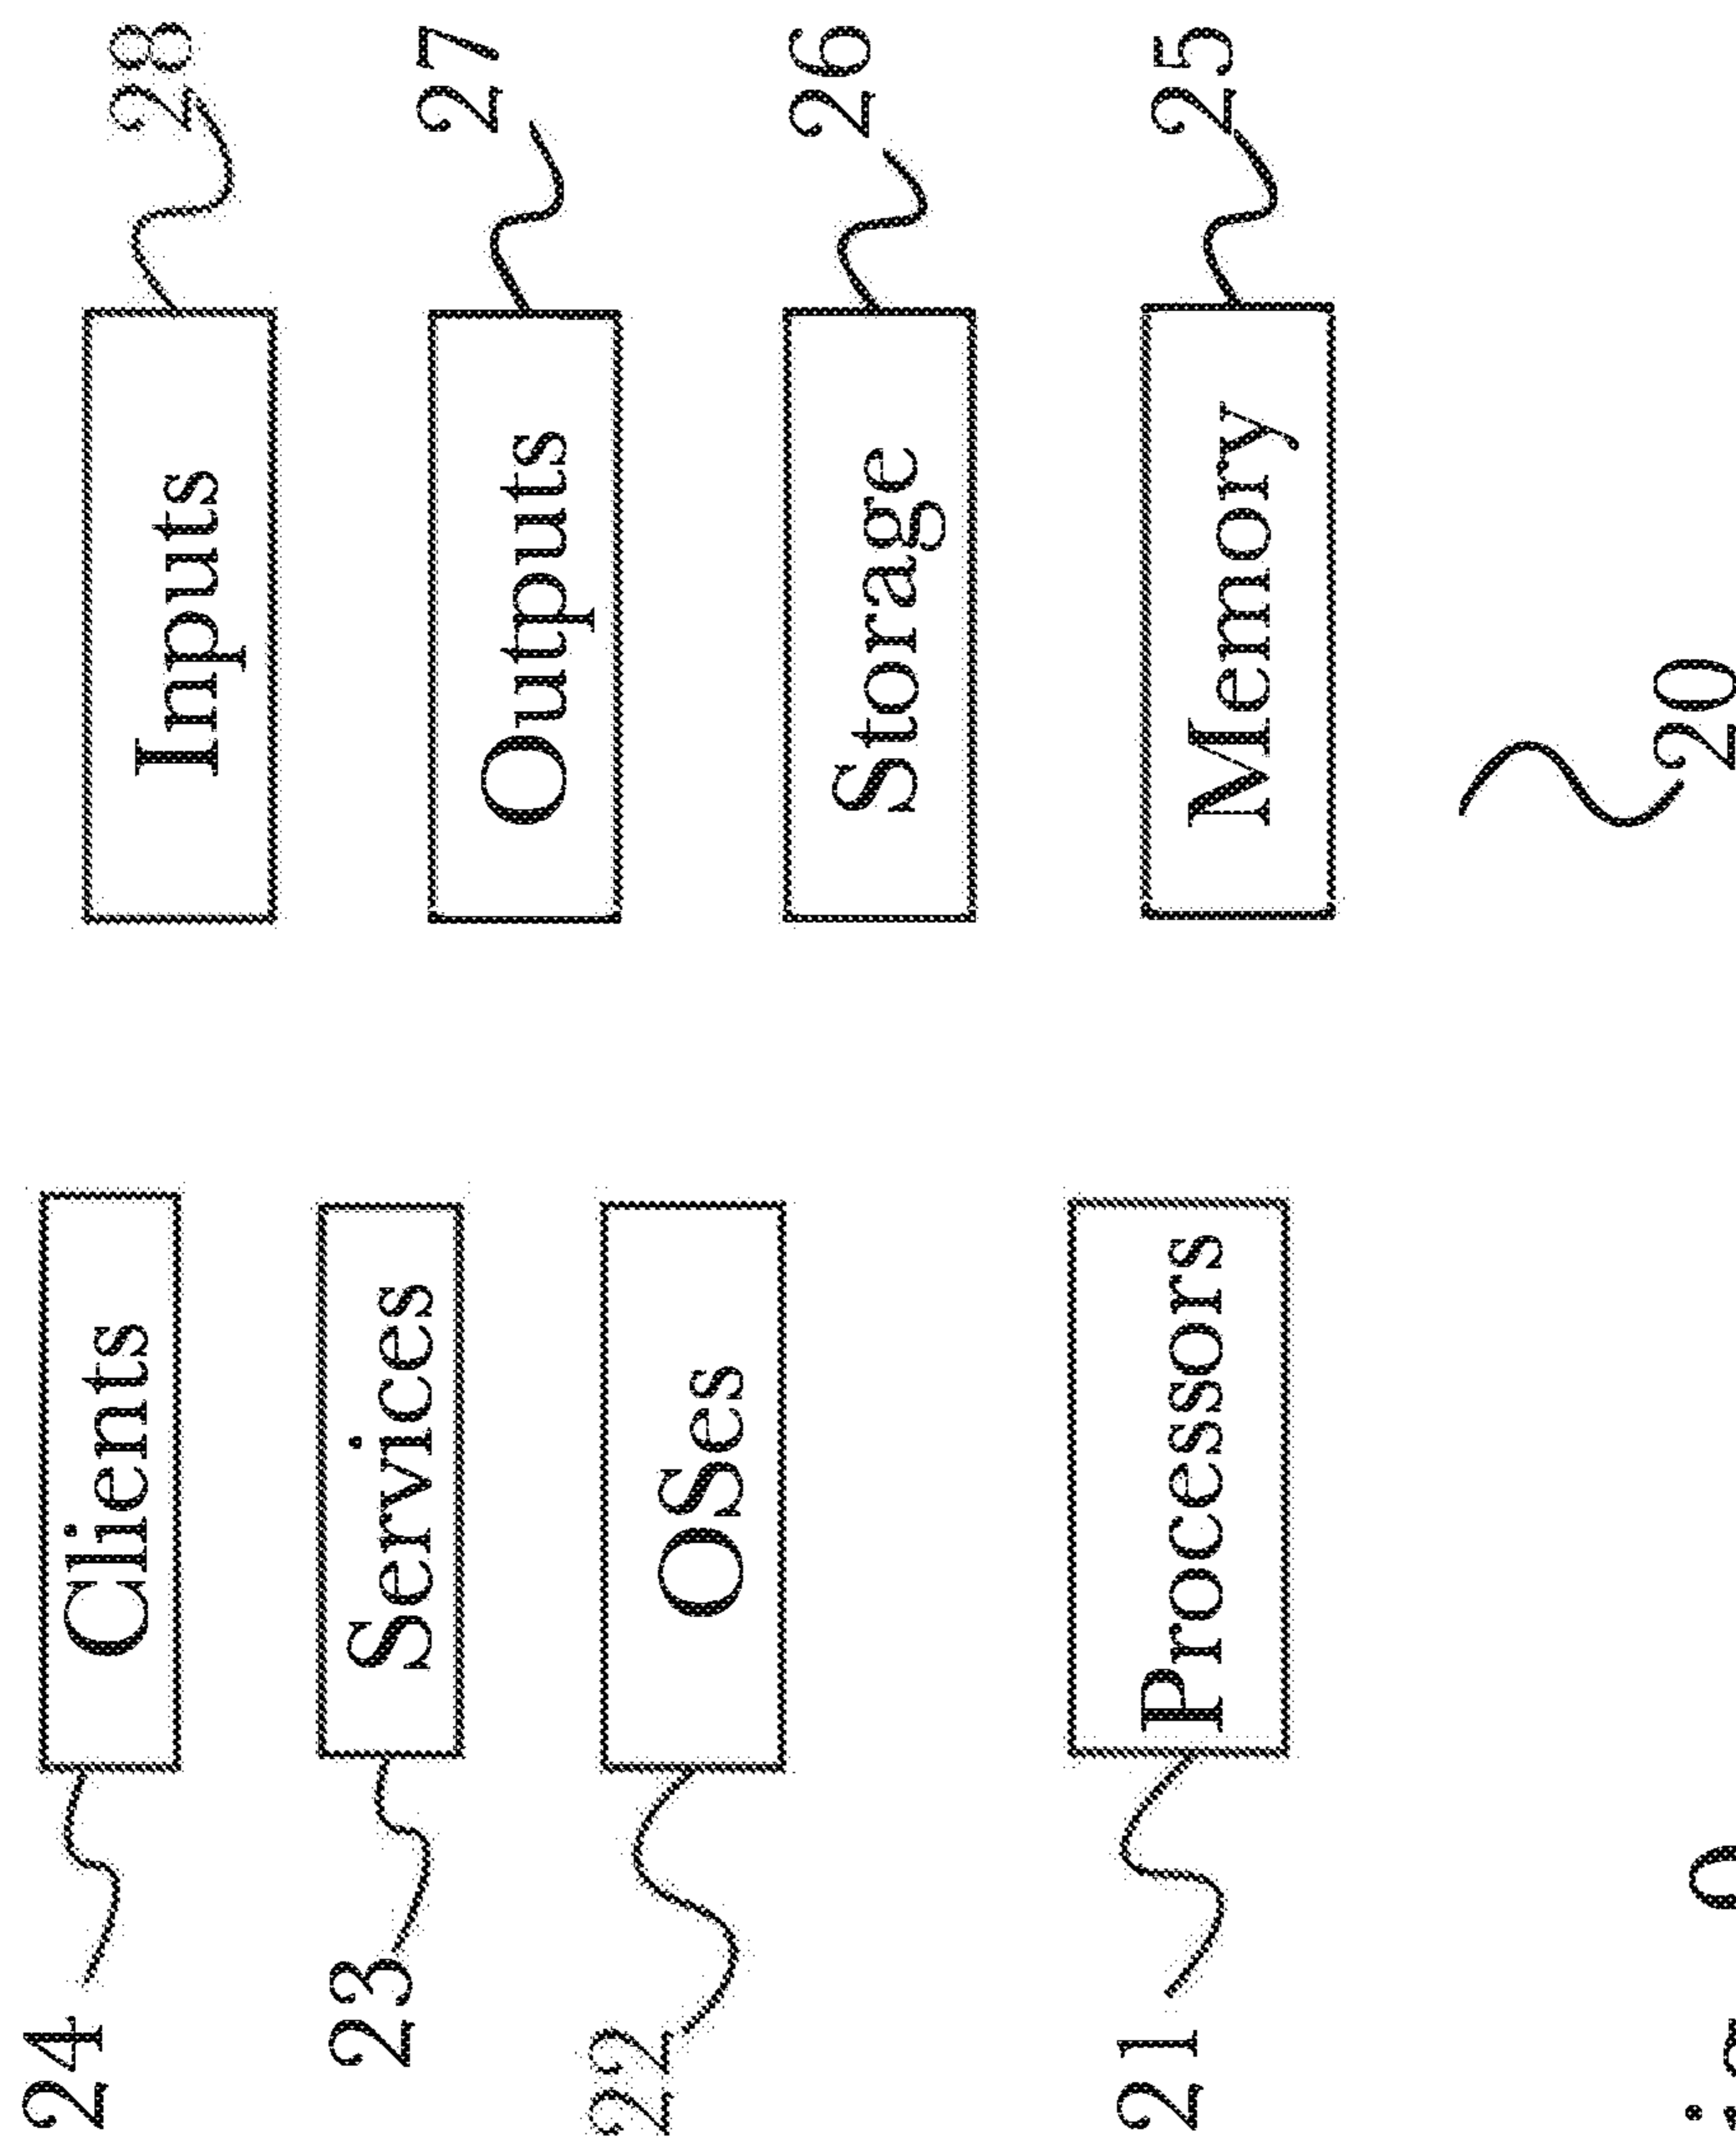 24 Clients
Inputs 28
23 Services
Outputs 27
22 OSes
Storage 26
21 Processors
Memory 25
20